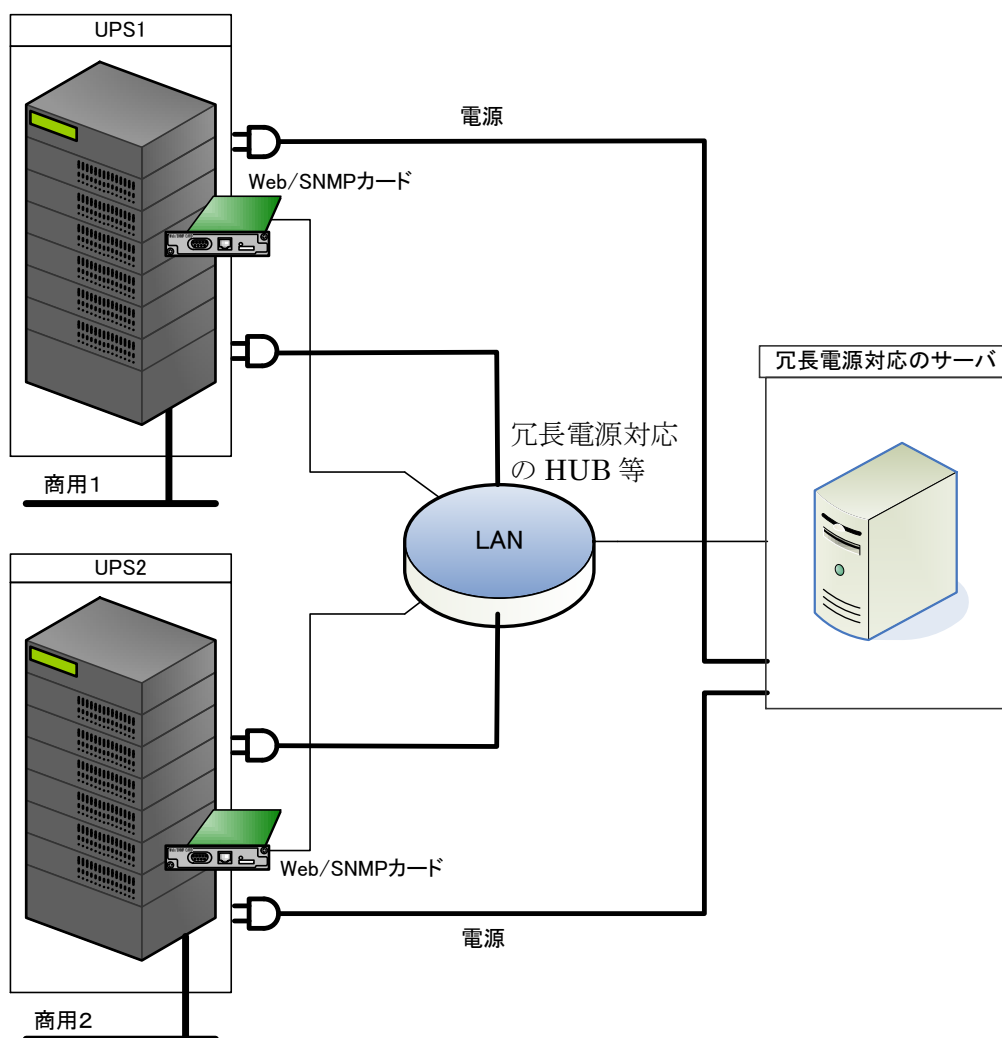 UPS1
電源
Web/SNMPカード
商用1
冗長電源対応
の HUB 等
LAN
冗長電源対応のサーバ
UPS2
Web/SNMPカード
電源
商用2